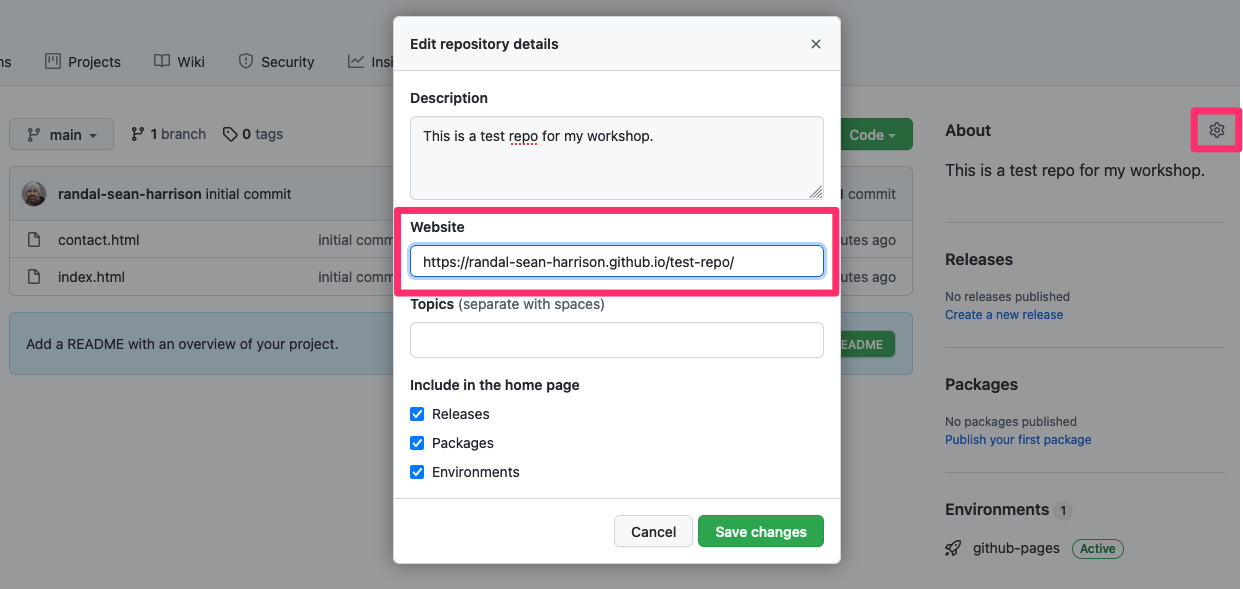 ns Projects Wiki Security Insi
main 1 branch 0 tags Code
randal-sean-harrison initial commit commit
contact.html initial comm utes ago
index.html initial comm utes ago
Add a README with an overview of your project. EADME
Edit repository details
Description
This is a test repo for my workshop.
Website
https://randal-sean-harrison.github.io/test-repo/
Topics (separate with spaces)
Include in the home page
Releases
Packages
Environments
Cancel Save changes
About
This is a test repo for my workshop.
Releases
No releases published
Create a new release
Packages
No packages published
Publish your first package
Environments 1
github-pages Active